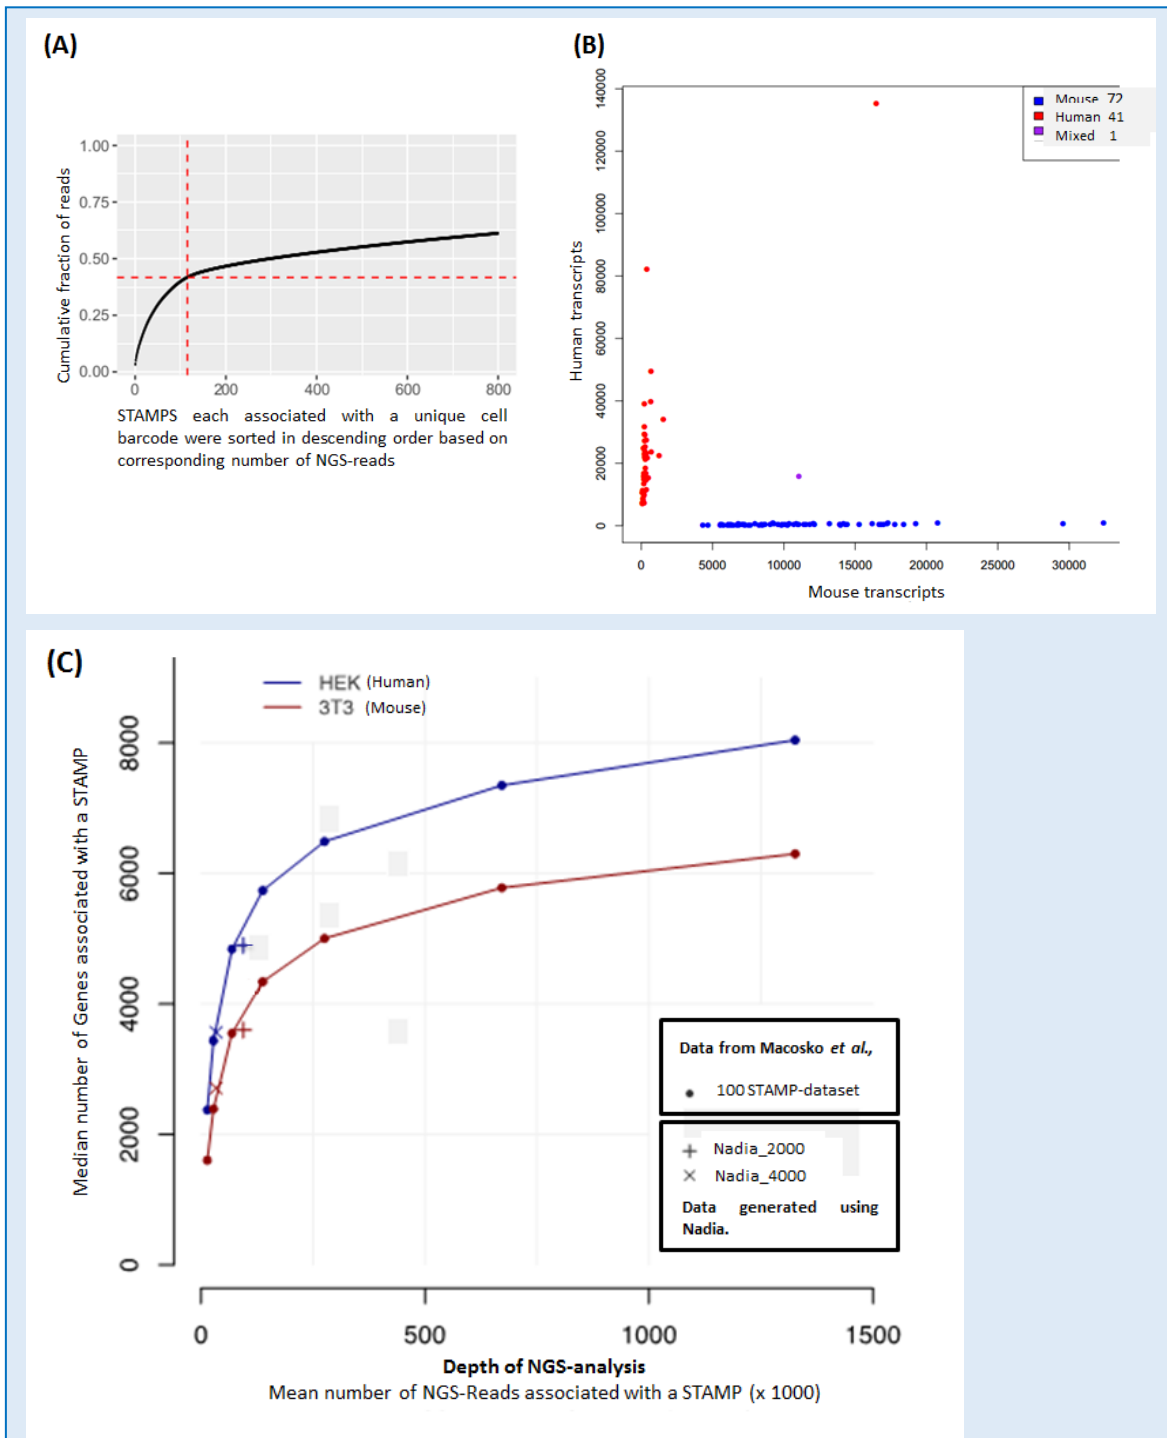 (A)
Cumulative fraction of reads
1.00
0.75
0.50
0.25
0.00
0 200 400 600 800
STAMPS each associated with a unique cell
barcode were sorted in descending order based on
corresponding number of NGS-reads
(B)
Human transcripts
140000
120000
100000
80000
60000
40000
20000
0
Mouse 72
Human 41
Mixed 1
0 5000 10000 15000 20000 25000 30000
Mouse transcripts
(C)
HEK (Human)
3T3 (Mouse)
Median number of Genes associated with a STAMP
8000
6000
4000
2000
0
Data from Macosko et al.,
100 STAMP-dataset
Nadia_2000
Nadia_4000
Data generated using
Nadia.
0 500 1000 1500
Depth of NGS-analysis
Mean number of NGS-Reads associated with a STAMP (x 1000)